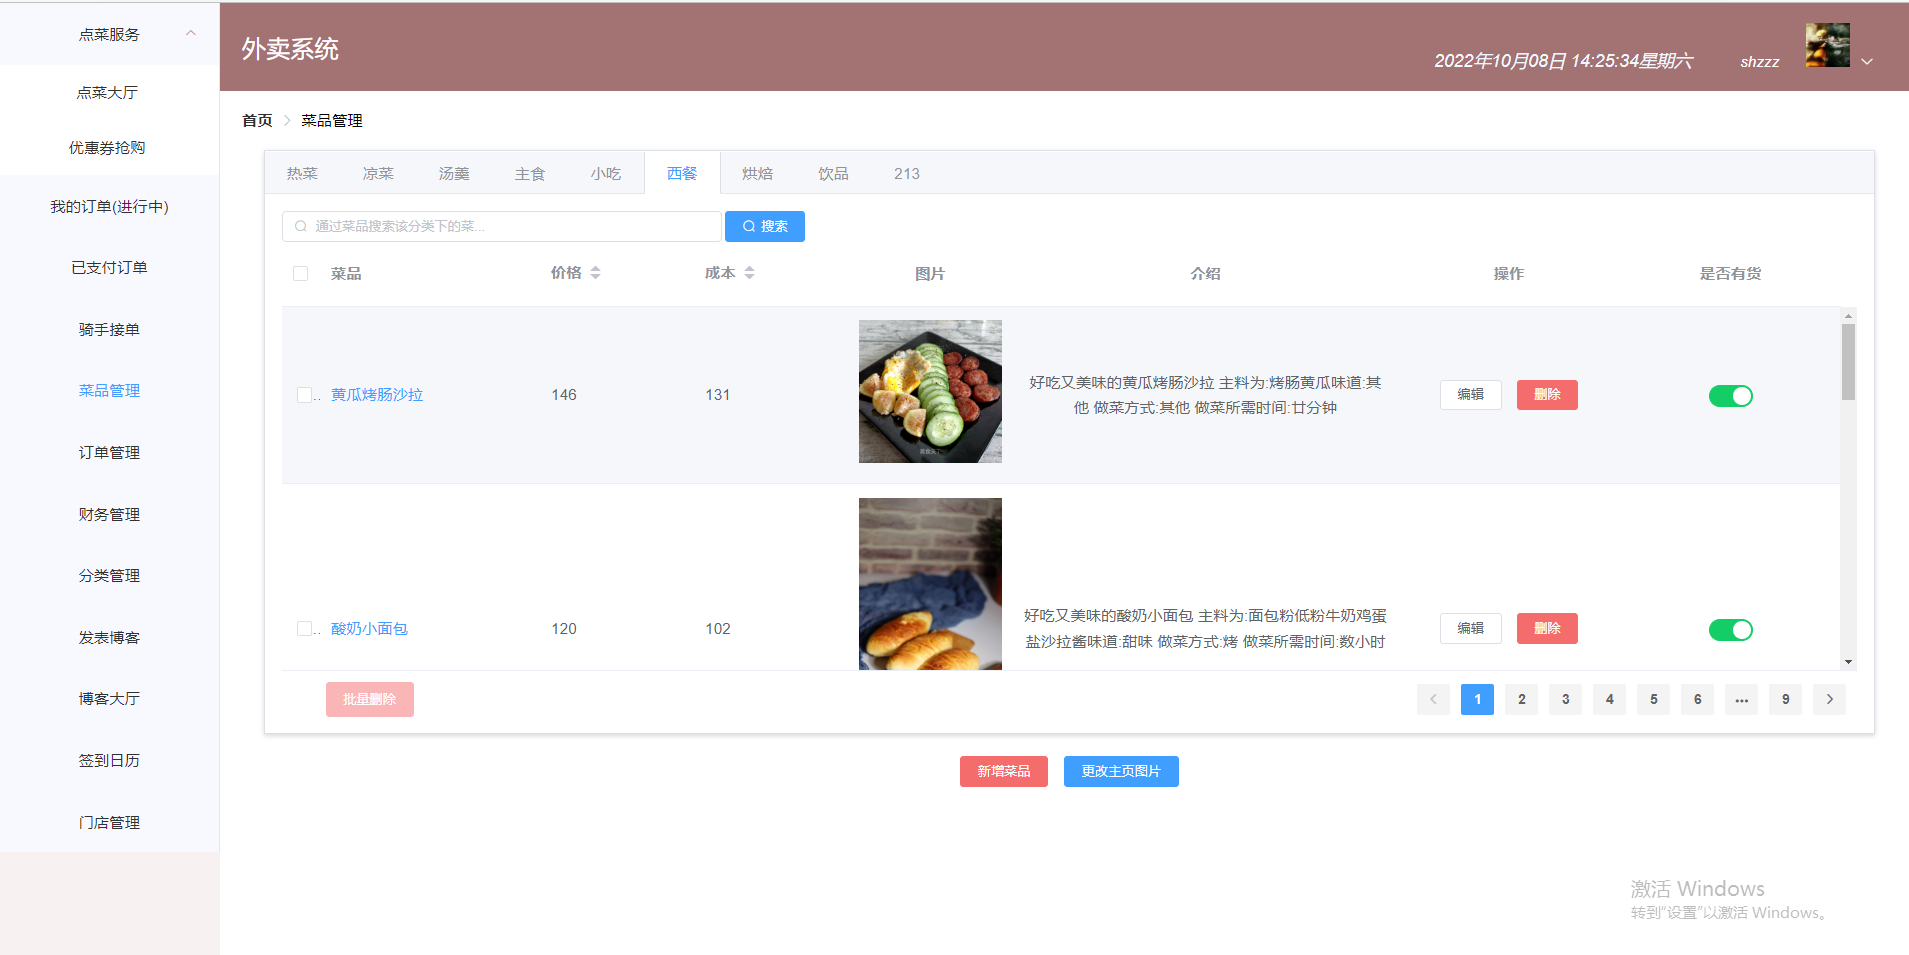 点菜服务
点菜大厅
优惠券抢购
我的订单(进行中)
已支付订单
骑手接单
菜品管理
订单管理
财务管理
分类管理
发表博客
博客大厅
签到日历
门店管理
外卖系统
2022年10月08日 14:25:34星期六
shzzz
首页
菜品管理
热菜 凉菜 汤羹 主食 小吃 西餐 烘焙 饮品 213
通过菜品搜索该分类下的菜...
搜索
菜品 价格 成本 图片 介绍 操作 是否有货
.. 黄瓜烤肠沙拉 146 131
好吃又美味的黄瓜烤肠沙拉 主料为:烤肠黄瓜味道:其
他 做菜方式:其他 做菜所需时间:廿分钟
编辑 删除
.. 酸奶小面包 120 102
好吃又美味的酸奶小面包 主料为:面包粉低粉牛奶鸡蛋
盐沙拉酱味道:甜味 做菜方式:烤 做菜所需时间:数小时
编辑 删除
批量删除
1 2 3 4 5 6 ... 9
新增菜品 更改主页图片
激活 Windows
转到"设置"以激活 Windows。